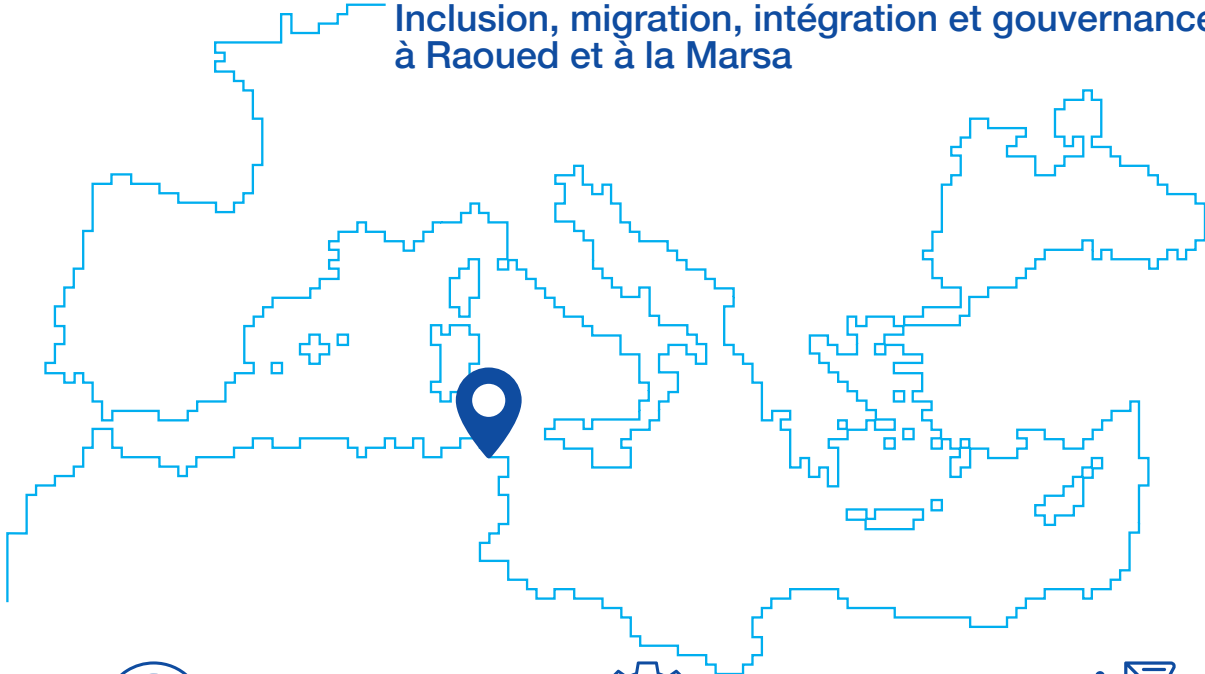 Inclusion, migration, intégration et gouvernance
à Raoued et à la Marsa